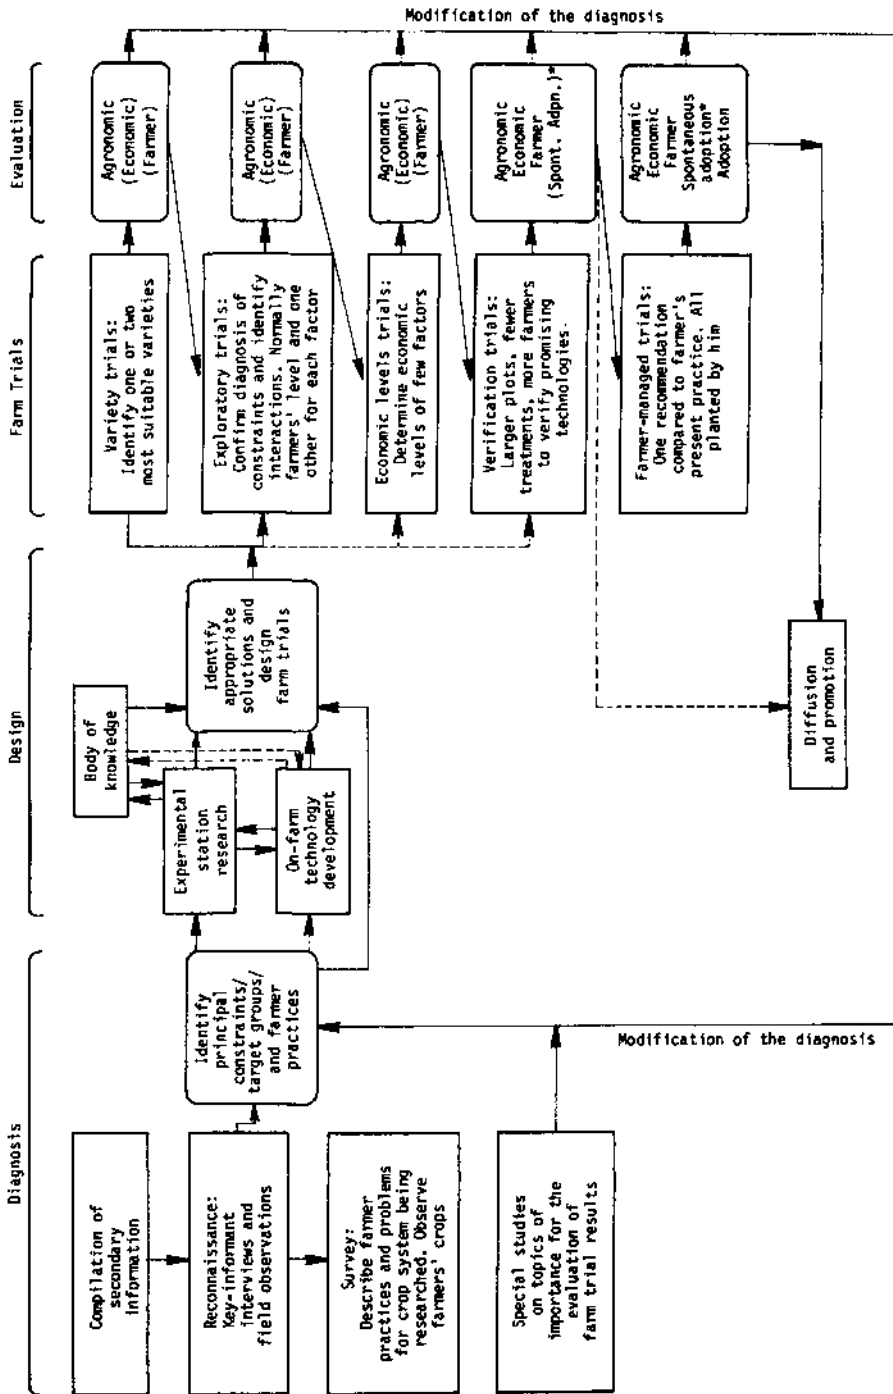 Diagnosis
Compilation of
secondary
information
Reconnaissance:
Key-informant
interviews and
field observations
Survey:
Describe farmer
practices and problems
for crop system being
researched. Observe
farmers' crops
Special studies
on topics of
importance for the
evaluation of
farm trial results
Identify
principal
constraints/
target groups/
and farmer
practices
Modification of the diagnosis
Design
Body of
knowledge
Experimental
station
research
On-farm
technology
development
Identify
appropriate
solutions and
design
farm trials
Farm Trials
Variety trials:
Identify one or two
most suitable varieties
Exploratory trials:
Confirm diagnosis of
constraints and identify
interactions. Normally
farmers' level and one
other for each factor
Economic levels trials:
Determine economic
levels of few factors
Verification trials:
Larger plots, fewer
treatments, more farmers
to verify promising
technologies.
Farmer-managed trials:
One recommendation
compared to farmer's
present practice. All
planted by him
Diffusion
and promotion
Evaluation
Agronomic
(Economic)
(Farmer)
Agronomic
(Economic)
(Farmer)
Agronomic
(Economic)
(Farmer)
Agronomic
Economic
Farmer
(Spont. Adpn.)*
Agronomic
Economic
Farmer
Spontaneous
adoption*
Adoption
Modification of the diagnosis